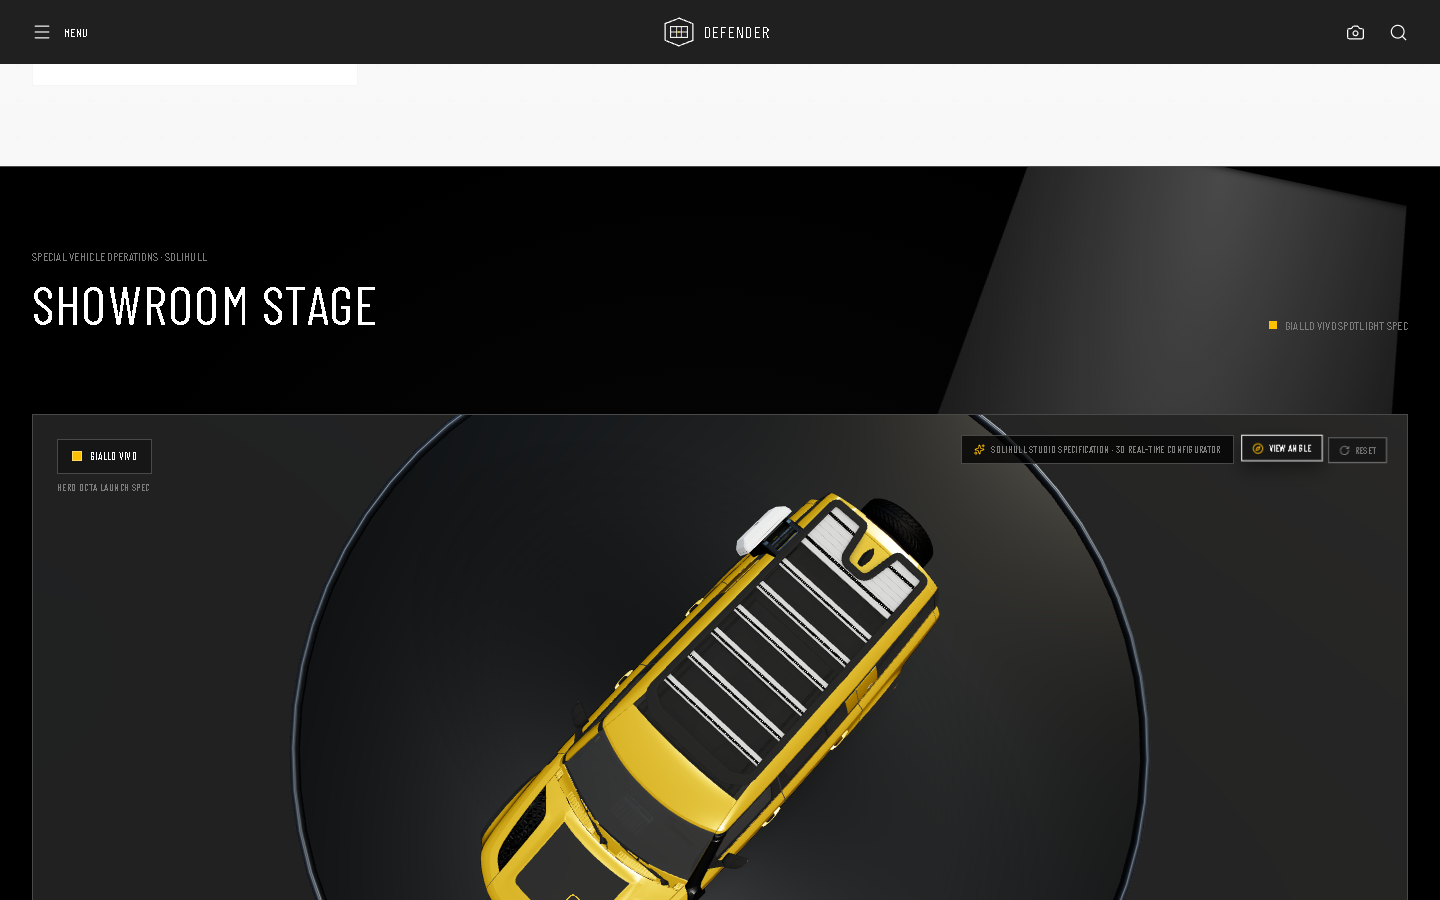 MENU
DEFENDER
SPECIAL VEHICLE OPERATIONS · SOLIHULL
SHOWROOM STAGE
GIALLO VIVO SPOTLIGHT SPEC
GIALLO VIVO
SOLIHULL STUDIO SPECIFICATION · 3D REAL-TIME CONFIGURATOR
VIEW ANGLE
RESET
HERO OCTA LAUNCH SPEC